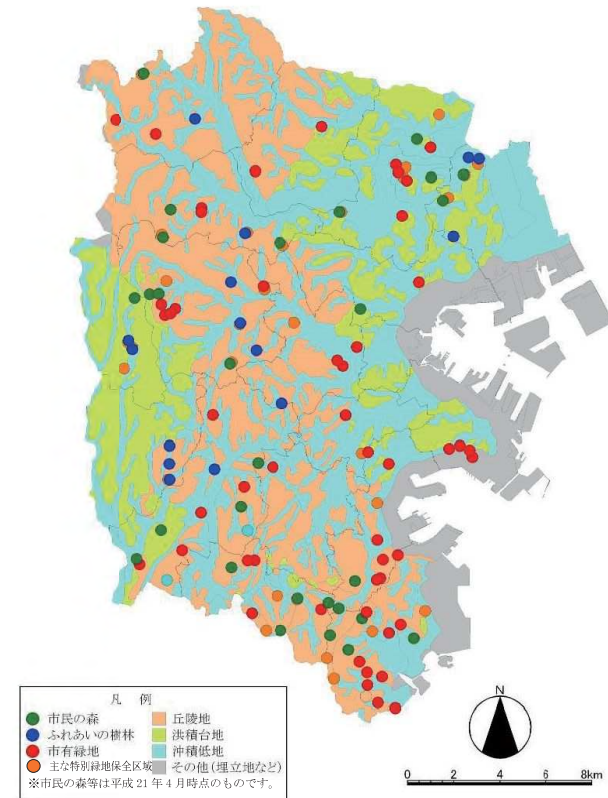 N
凡 例
市民の森 丘陵地
ふれあいの樹林 洪積台地
市有緑地 沖積低地
主な特別緑地保全区域 その他(埋立地など)
※市民の森等は平成 21 年 4 月時点のものです。
0 2 4 8km